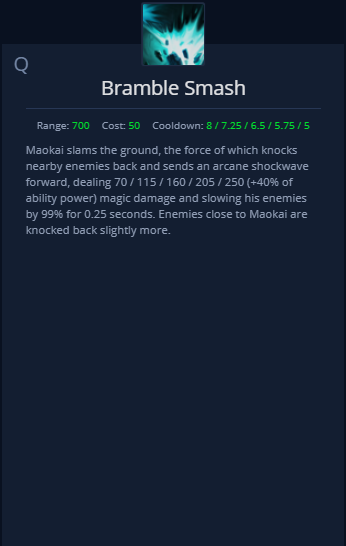 Q
Bramble Smash
Range: 700 Cost: 50 Cooldown: 8 / 7.25 / 6.5 / 5.75 / 5
Maokai slams the ground, the force of which knocks
nearby enemies back and sends an arcane shockwave
forward, dealing 70 / 115 / 160 / 205 / 250 (+40% of
ability power) magic damage and slowing his enemies
by 99% for 0.25 seconds. Enemies close to Maokai are
knocked back slightly more.